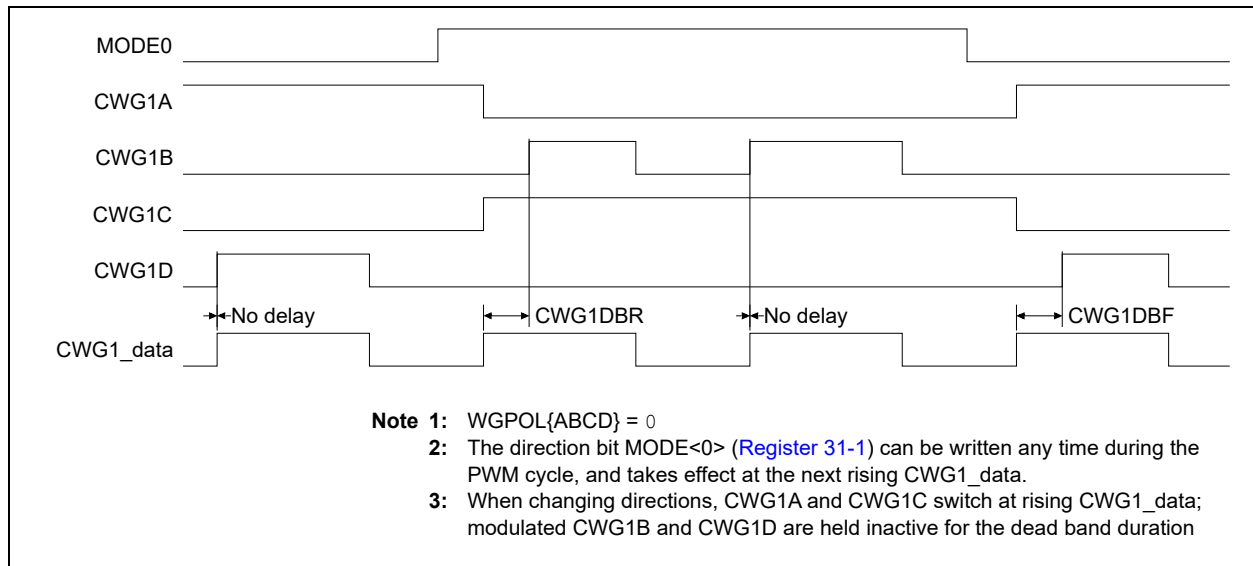 MODE0
CWG1A
CWG1B
CWG1C
CWG1D
No delay CWG1DBR No delay CWG1DBF
CWG1_data
Note 1: WGPOL{ABCD} = 0
2: The direction bit MODE<0> (Register 31-1) can be written any time during the
PWM cycle, and takes effect at the next rising CWG1_data.
3: When changing directions, CWG1A and CWG1C switch at rising CWG1_data;
modulated CWG1B and CWG1D are held inactive for the dead band duration